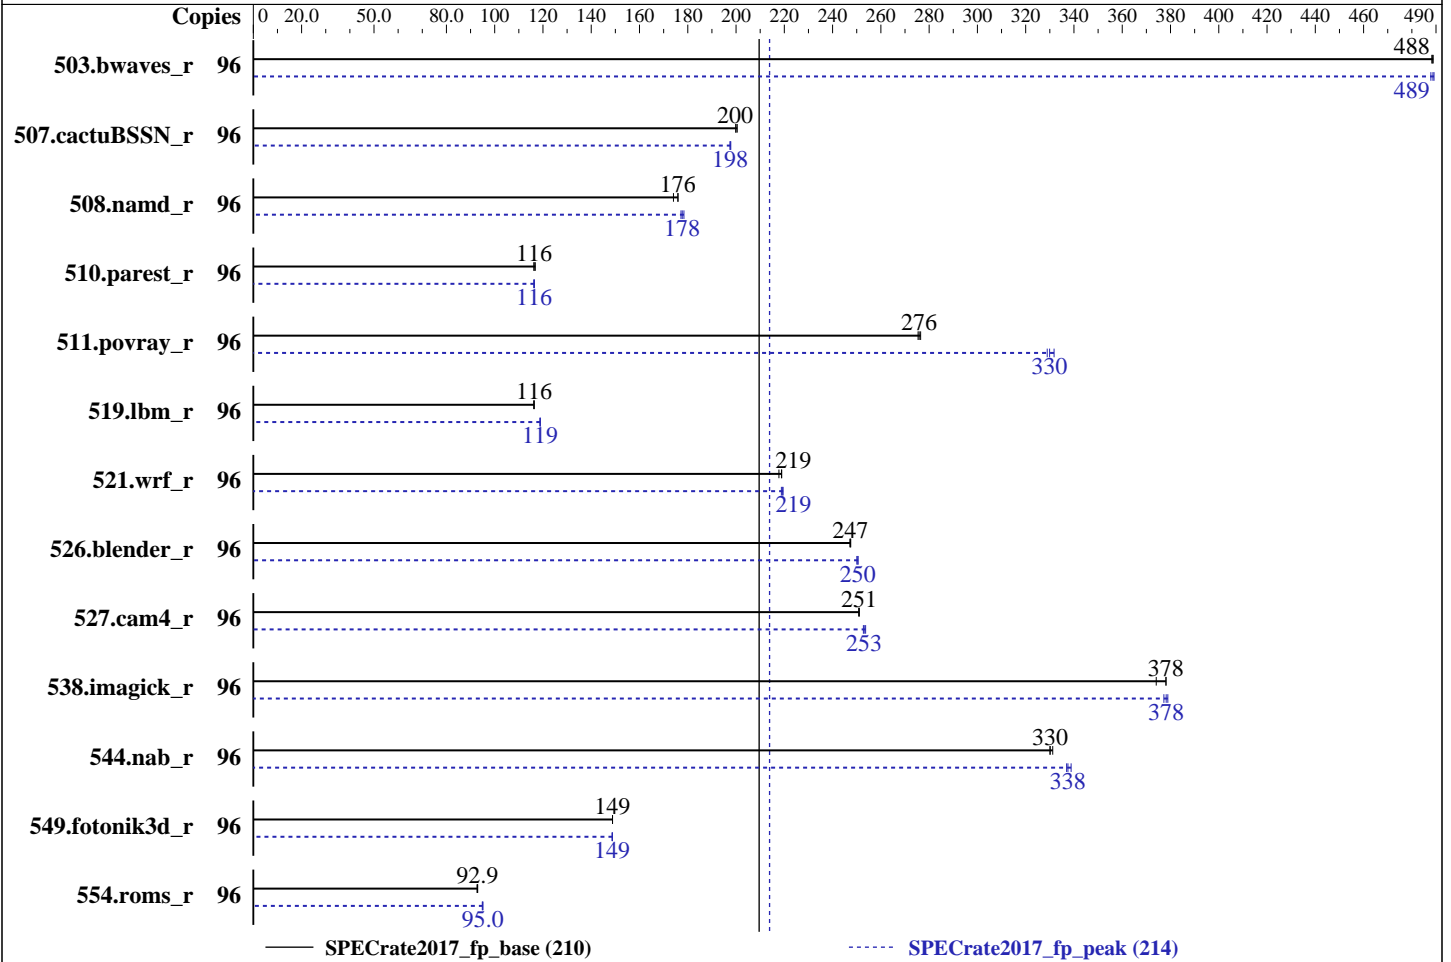 Copies 0 20.0 50.0 80.0 100 120 140 160 180 200 220 240 260 280 300 320 340 360 380 400 420 440 460 490
503.bwaves_r 96 488
489
507.cactuBSSN_r 96 200
198
508.namd_r 96 176
178
510.parest_r 96 116
116
511.povray_r 96 276
330
519.lbm_r 96 116
119
521.wrf_r 96 219
219
526.blender_r 96 247
250
527.cam4_r 96 251
253
538.imagick_r 96 378
378
544.nab_r 96 330
338
549.fotonik3d_r 96 149
149
554.roms_r 96 92.9
95.0
SPECrate2017_fp_base (210) SPECrate2017_fp_peak (214)